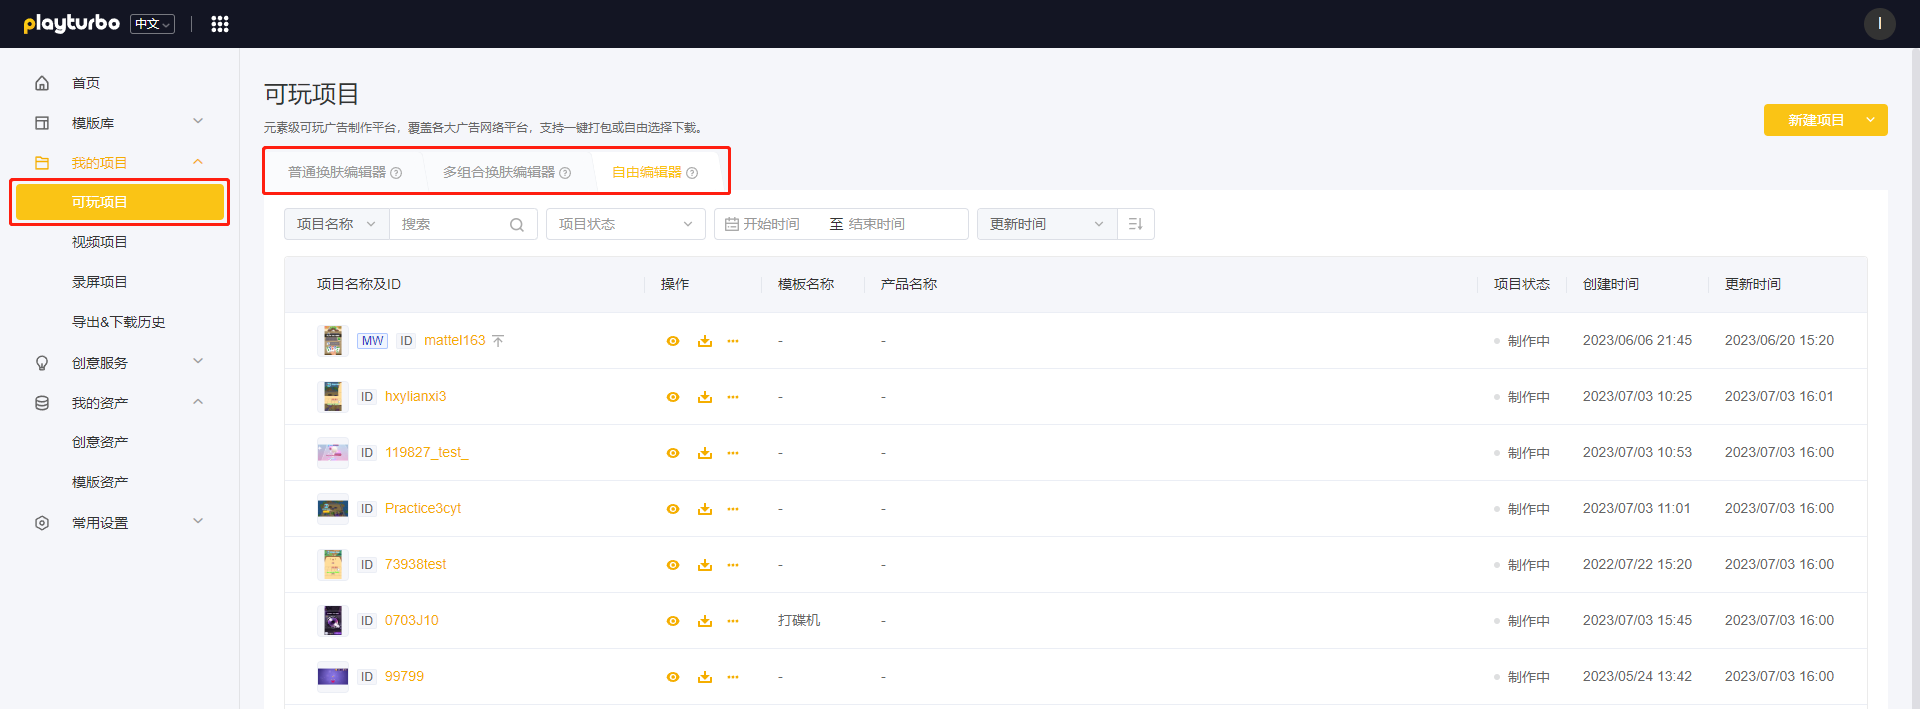 playturbo 中文
I
首页
模版库
我的项目
可玩项目
视频项目
录屏项目
导出&下载历史
创意服务
我的资产
创意资产
模版资产
常用设置
可玩项目
元素级可玩广告制作平台，覆盖各大广告网络平台，支持一键打包或自由选择下载。
新建项目
普通换肤编辑器 多组合换肤编辑器 自由编辑器
项目名称 搜索 项目状态 开始时间 至 结束时间 更新时间
项目名称及ID 操作 模板名称 产品名称 项目状态 创建时间 更新时间
MW ID mattel163 - - 制作中 2023/06/06 21:45 2023/06/20 15:20
ID hxylianxi3 - - 制作中 2023/07/03 10:25 2023/07/03 16:01
ID 119827_test_ - - 制作中 2023/07/03 10:53 2023/07/03 16:00
ID Practice3cyt - - 制作中 2023/07/03 11:01 2023/07/03 16:00
ID 73938test - - 制作中 2022/07/22 15:20 2023/07/03 16:00
ID 0703J10 打碟机 - 制作中 2023/07/03 15:45 2023/07/03 16:00
ID 99799 - - 制作中 2023/05/24 13:42 2023/07/03 16:00